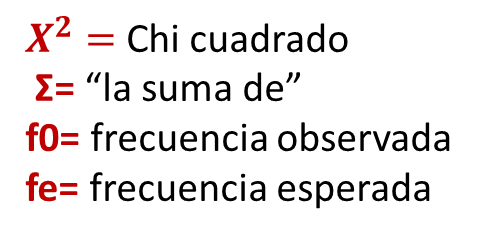 X² = Chi cuadrado
Σ= “la suma de”
f0= frecuencia observada
fe= frecuencia esperada